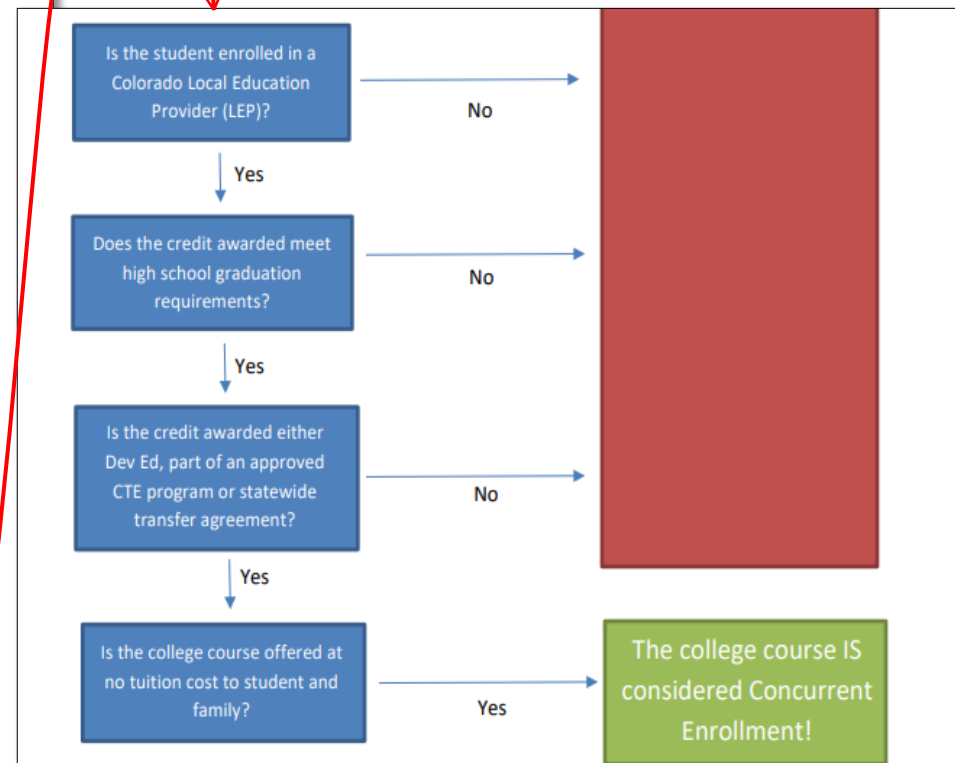 Is the student enrolled in a
Colorado Local Education
Provider (LEP)?
No
Yes
Does the credit awarded meet
high school graduation
requirements?
No
Yes
Is the credit awarded either
Dev Ed, part of an approved
CTE program or statewide
transfer agreement?
No
Yes
Is the college course offered at
no tuition cost to student and
family?
Yes
The college course IS
considered Concurrent
Enrollment!